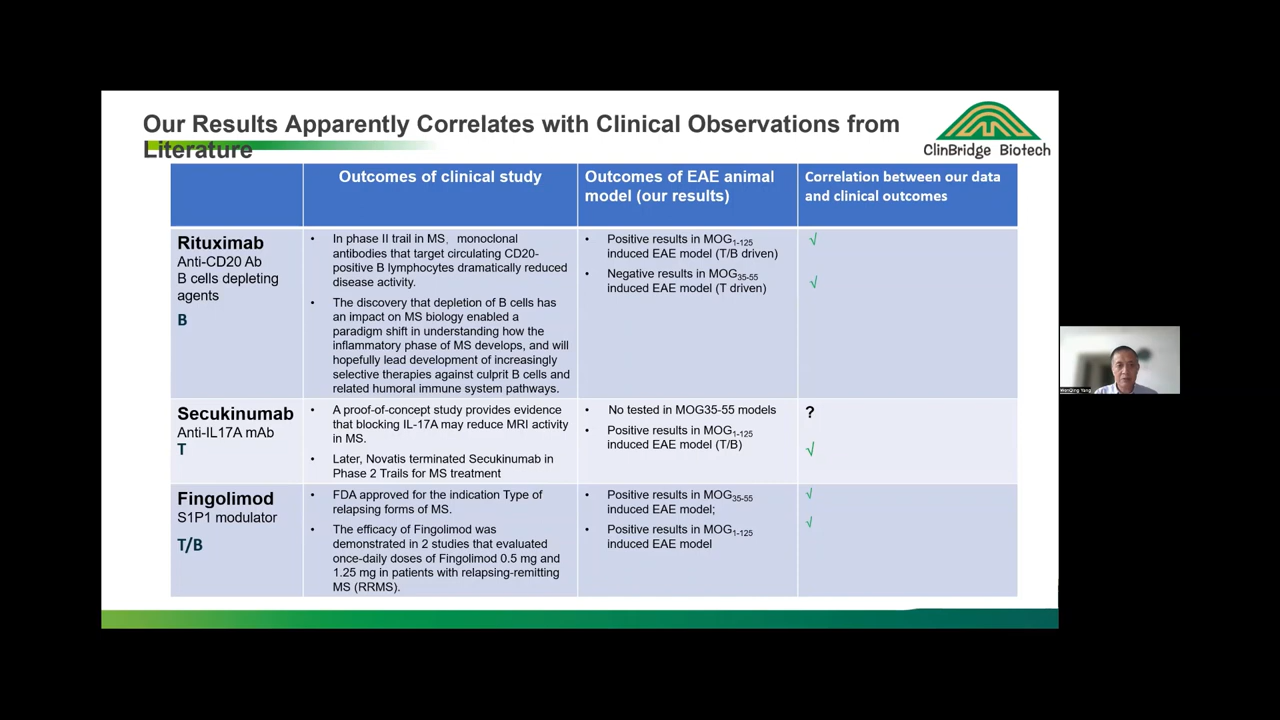 Our Results Apparently Correlates with Clinical Observations from
Literature
ClinBridge Biotech
Outcomes of clinical study
Outcomes of EAE animal
model (our results)
Correlation between our data
and clinical outcomes
Rituximab
Anti-CD20 Ab
B cells depleting
agents
B
• In phase II trail in MS, monoclonal
antibodies that target circulating CD20-
positive B lymphocytes dramatically reduced
disease activity.
• The discovery that depletion of B cells has
an impact on MS biology enabled a
paradigm shift in understanding how the
inflammatory phase of MS develops, and will
hopefully lead development of increasingly
selective therapies against culprit B cells and
related humoral immune system pathways.
• Positive results in MOG1-125
induced EAE model (T/B driven)
• Negative results in MOG35-55
induced EAE model (T driven)
√
√
Secukinumab
Anti-IL17A mAb
T
• A proof-of-concept study provides evidence
that blocking IL-17A may reduce MRI activity
in MS.
• Later, Novatis terminated Secukinumab in
Phase 2 Trails for MS treatment
• No tested in MOG35-55 models
• Positive results in MOG1-125
induced EAE model (T/B)
?
√
Fingolimod
S1P1 modulator
T/B
• FDA approved for the indication Type of
relapsing forms of MS.
• The efficacy of Fingolimod was
demonstrated in 2 studies that evaluated
once-daily doses of Fingolimod 0.5 mg and
1.25 mg in patients with relapsing-remitting
MS (RRMS).
• Positive results in MOG35-55
induced EAE model;
• Positive results in MOG1-125
induced EAE model
√
√